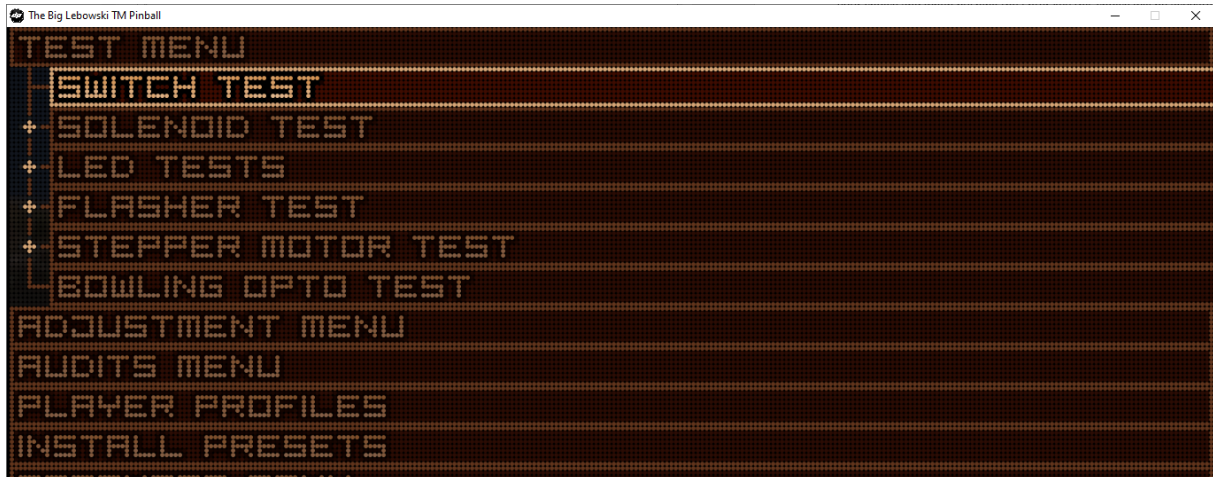 The Big Lebowski TM Pinball
TEST MENU
SWITCH TEST
SOLENOID TEST
LED TESTS
FLASHER TEST
STEPPER MOTOR TEST
BOWLING OPTO TEST
ADJUSTMENT MENU
AUDITS MENU
PLAYER PROFILES
INSTALL PRESETS